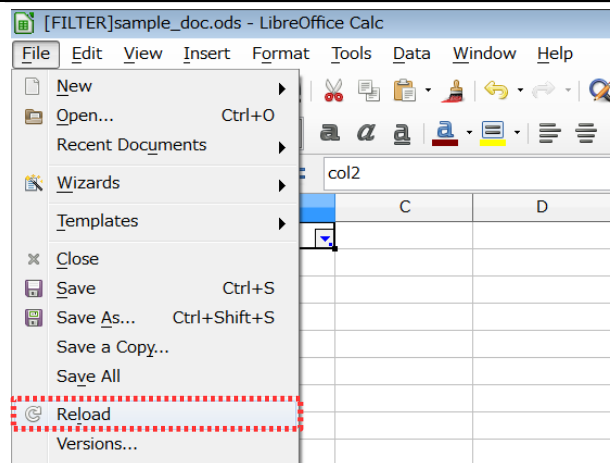 [FILTER]sample_doc.ods - LibreOffice Calc
File Edit View Insert Format Tools Data Window Help
New
Open... Ctrl+O
Recent Documents
col2
Wizards
C D
Templates
Close
Save Ctrl+S
Save As... Ctrl+Shift+S
Save a Copy...
Save All
Reload
Versions...